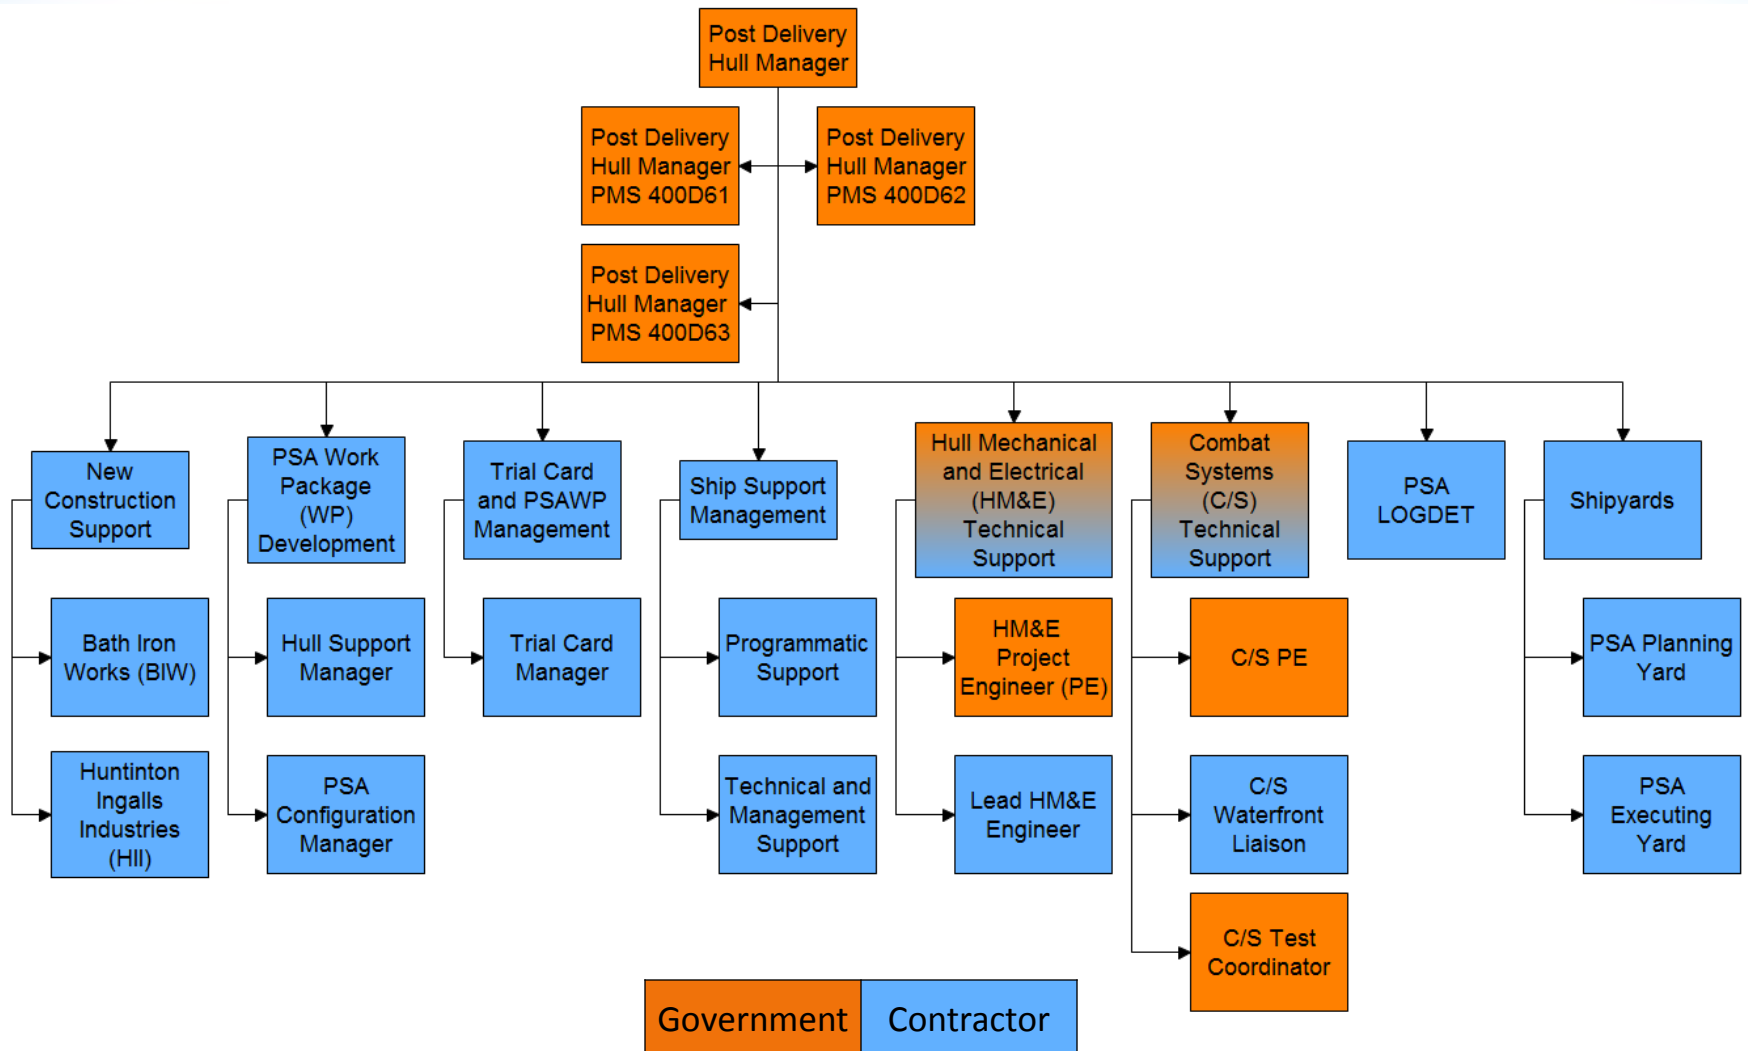 Post Delivery
Hull Manager
Post Delivery
Hull Manager
PMS 400D61
Post Delivery
Hull Manager
PMS 400D62
Post Delivery
Hull Manager
PMS 400D63
New
Construction
Support
PSA Work
Package
(WP)
Development
Trial Card
and PSAWP
Management
Ship Support
Management
Hull Mechanical
and Electrical
(HM&E)
Technical
Support
Combat
Systems
(C/S)
Technical
Support
PSA
LOGDET
Shipyards
Bath Iron
Works (BIW)
Hull Support
Manager
Trial Card
Manager
Programmatic
Support
HM&E
Project
Engineer (PE)
C/S PE
PSA Planning
Yard
Huntinton
Ingalls
Industries
(HII)
PSA
Configuration
Manager
Technical and
Management
Support
Lead HM&E
Engineer
C/S
Waterfront
Liaison
PSA
Executing
Yard
C/S Test
Coordinator
Government
Contractor